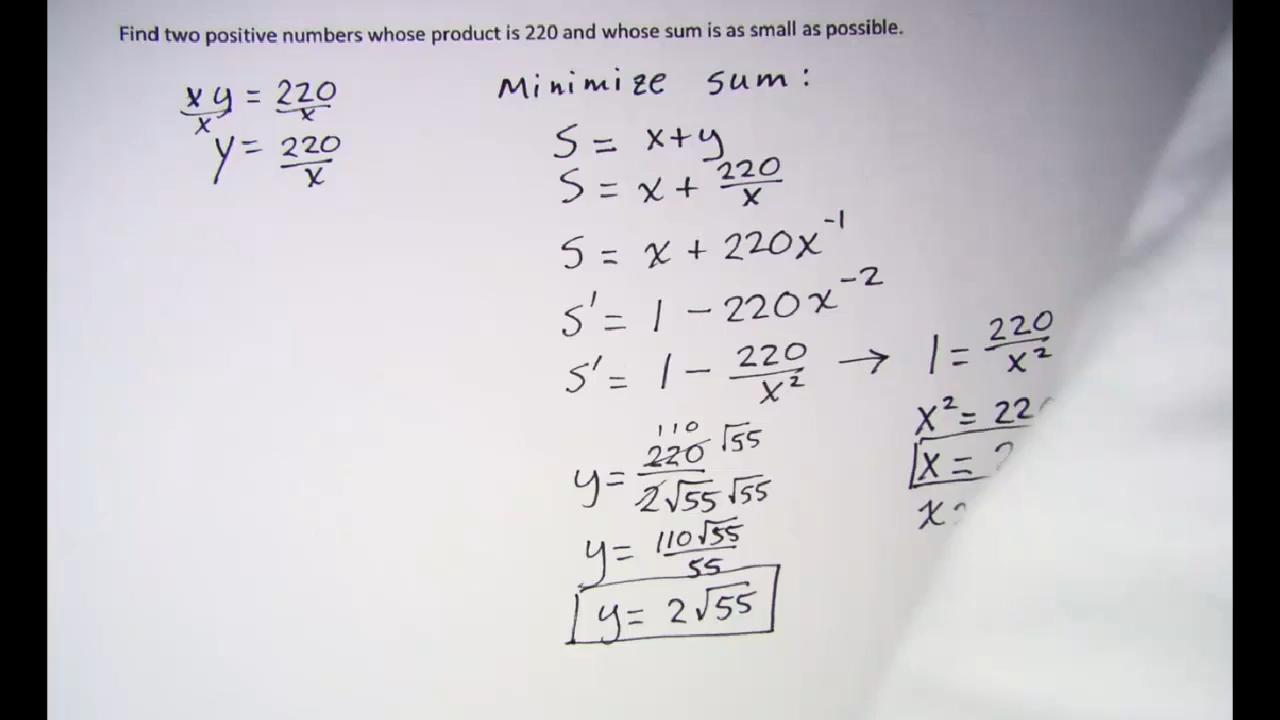 Find two positive numbers whose product is 220 and whose sum is as small as possible.
xy/x = 220/x
y = 220/x
Minimize sum:
S = x+y
S = x + 220/x
S = x + 220x⁻¹
S' = 1 − 220x⁻²
S' = 1 − 220/x² → 1 = 220/x²
x² = 22
x =
x
110
y = 220 √55 / 2√55 √55
y = 110√55/55
y = 2√55